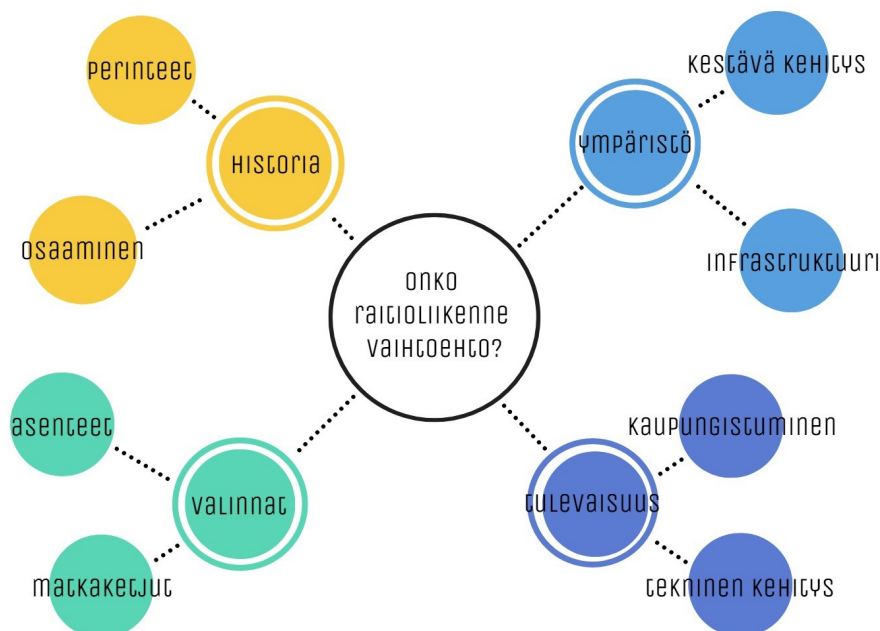 Perinteet
Kestävä kehitys
Ympäristö
Historia
Osaaminen
Infrastruktuuri
Onko
raitioliikenne
vaihtoehto?
Asenteet
Kaupungistuminen
Valinnat
Tulevaisuus
Matkaketjut
Tekninen kehitys